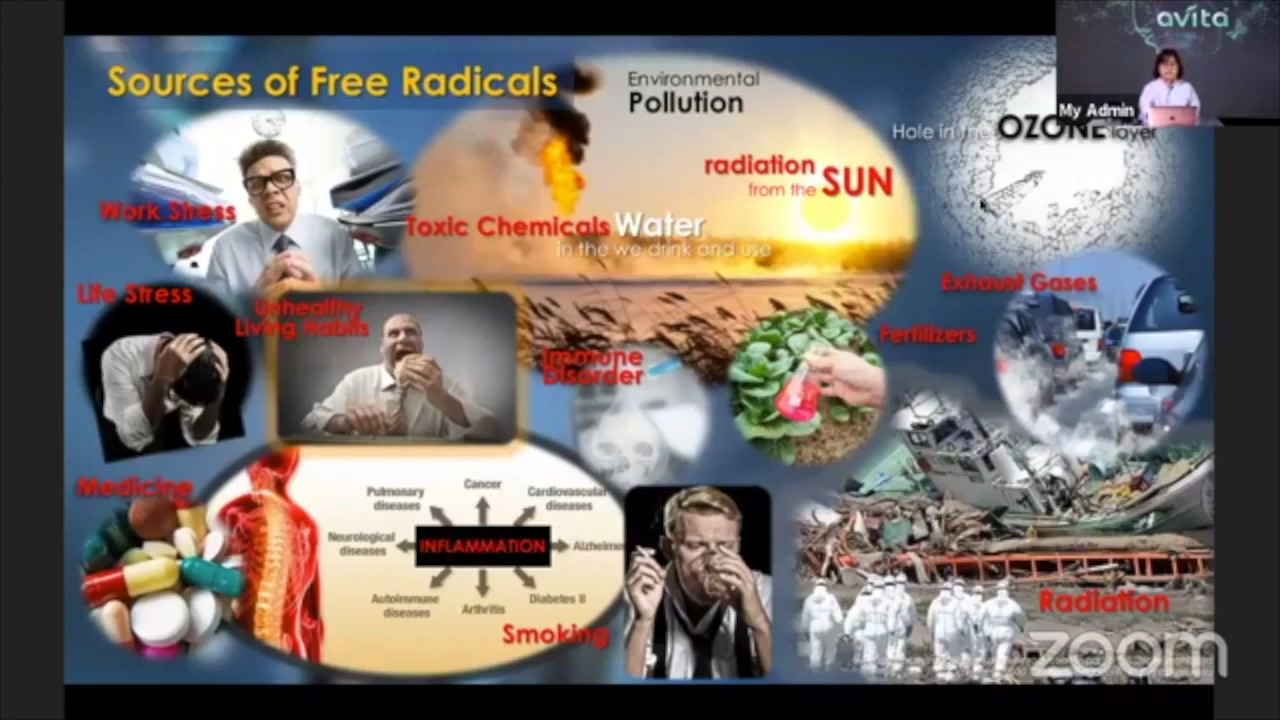 avita
My Admin
Sources of Free Radicals
Environmental
Pollution
Hole in the OZONE layer
radiation
from the SUN
Work Stress
Toxic Chemicals Water
in the we drink and use
Life Stress
Unhealthy
Living Habits
Exhaust Gases
Immune
Disorder
Fertilizers
Medicine
Cancer
Pulmonary
diseases
Cardiovascular
diseases
Neurological
diseases
INFLAMMATION
Alzheimer
Autoimmune
diseases
Arthritis
Diabetes II
Smoking
Radiation
zoom